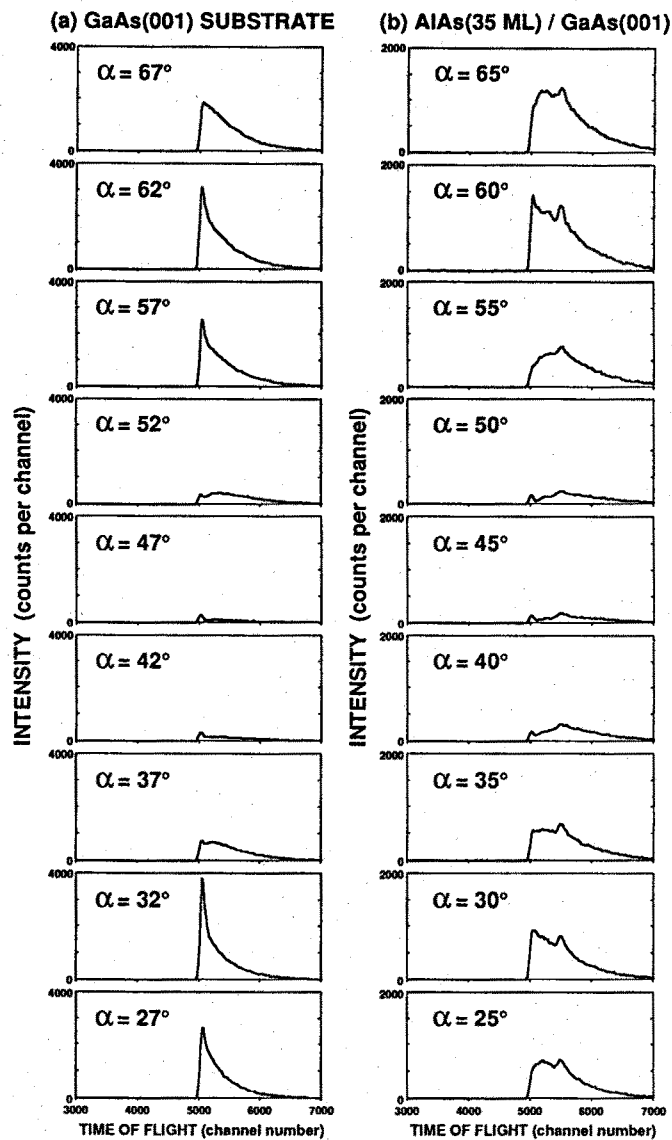 (a) GaAs(001) SUBSTRATE
(b) AlAs(35 ML) / GaAs(001)
INTENSITY (counts per channel)
INTENSITY (counts per channel)
4000
α = 67°
0
4000
α = 62°
0
4000
α = 57°
0
4000
α = 52°
0
4000
α = 47°
0
4000
α = 42°
0
4000
α = 37°
0
4000
α = 32°
0
4000
α = 27°
0
3000 4000 5000 6000 7000
TIME OF FLIGHT (channel number)
2000
α = 65°
1000
0
2000
α = 60°
1000
0
2000
α = 55°
0
2000
α = 50°
0
2000
α = 45°
0
2000
α = 40°
0
2000
α = 35°
0
2000
α = 30°
0
2000
α = 25°
0
3000 4000 5000 6000 7000
TIME OF FLIGHT (channel number)